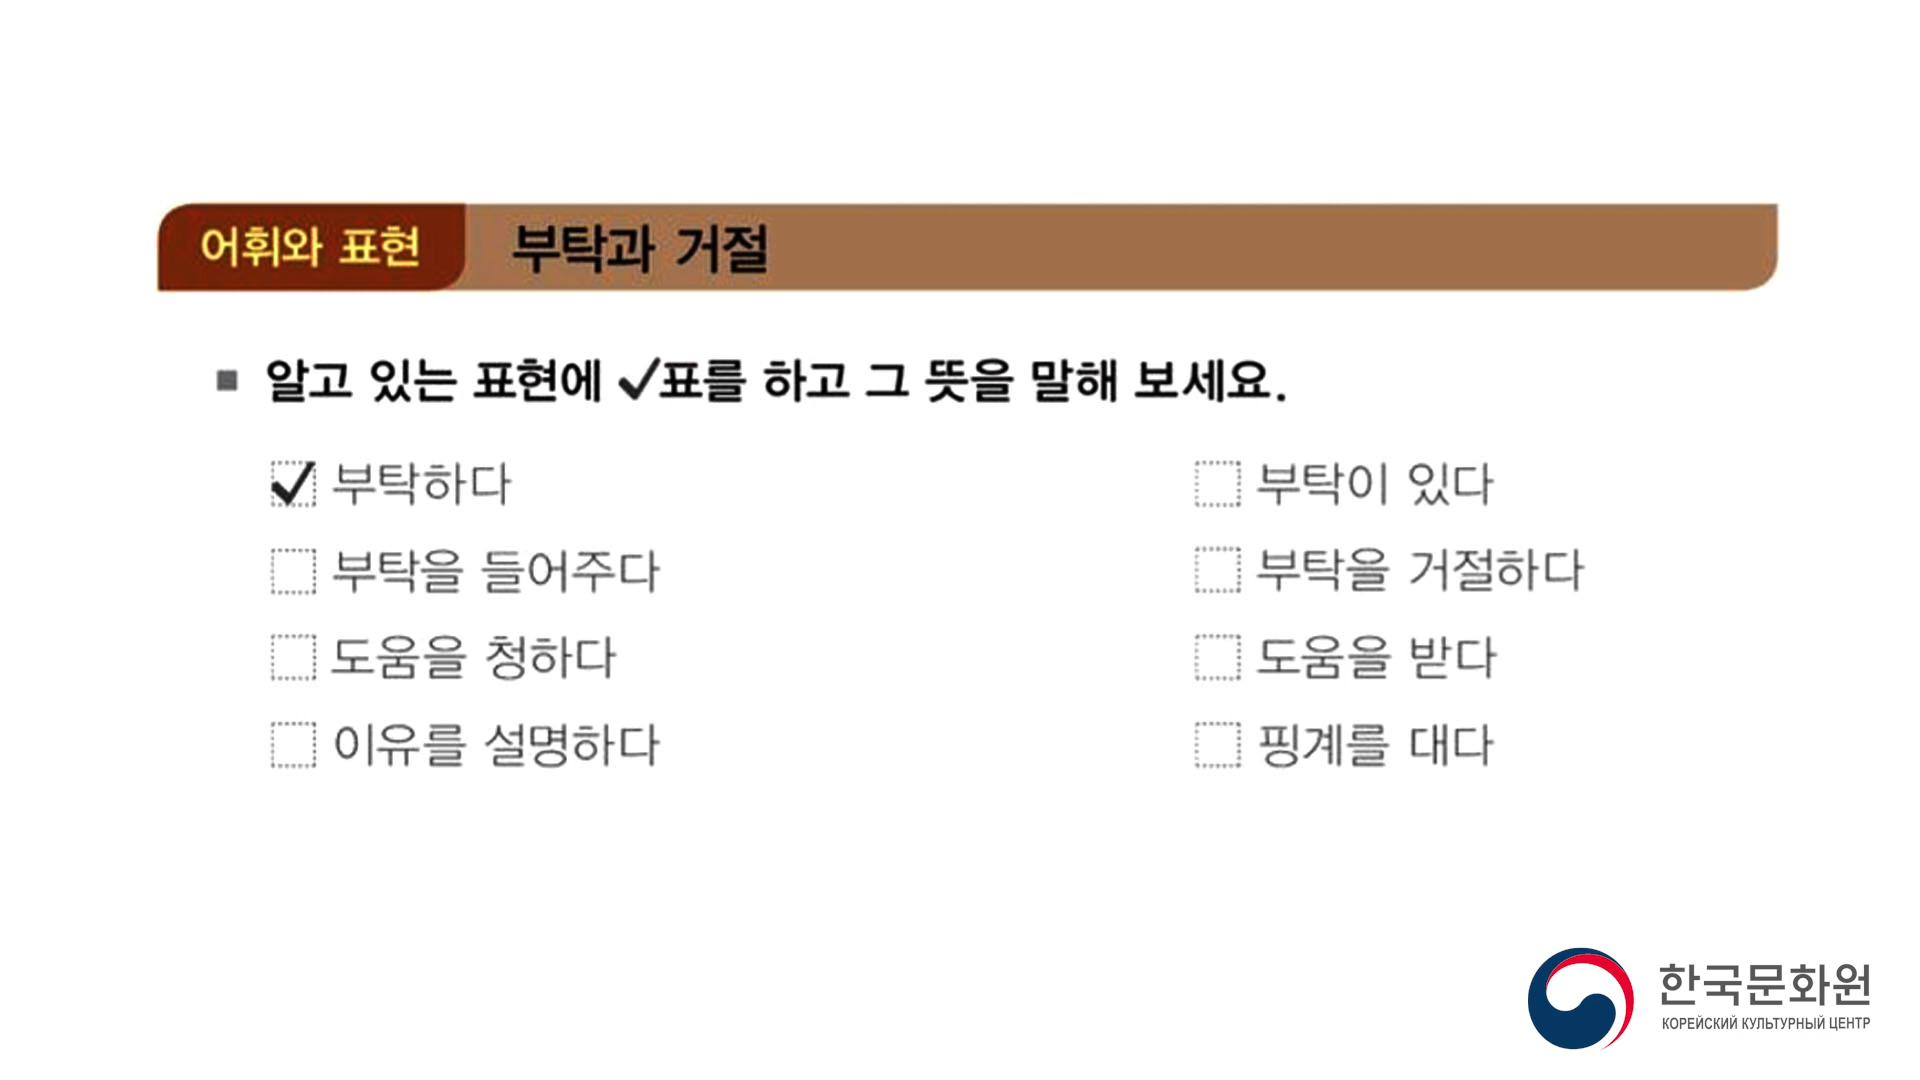 어휘와 표현 부탁과 거절
■ 알고 있는 표현에 ✓표를 하고 그 뜻을 말해 보세요.
부탁하다 부탁이 있다
부탁을 들어주다 부탁을 거절하다
도움을 청하다 도움을 받다
이유를 설명하다 핑계를 대다
한국문화원
КОРЕЙСКИЙ КУЛЬТУРНЫЙ ЦЕНТР